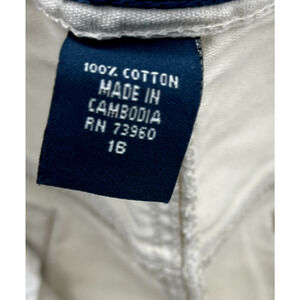 100% COTTON
MADE IN
CAMBODIA
RN 73960
16